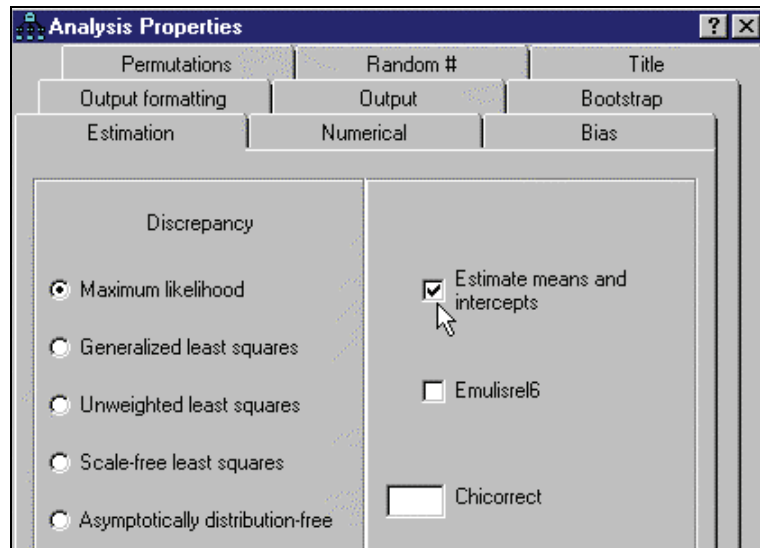 Analysis Properties
Permutations Random # Title
Output formatting Output Bootstrap
Estimation Numerical Bias
Discrepancy
Maximum likelihood
Generalized least squares
Unweighted least squares
Scale-free least squares
Asymptotically distribution-free
Estimate means and
intercepts
Emulisrel6
Chicorrect